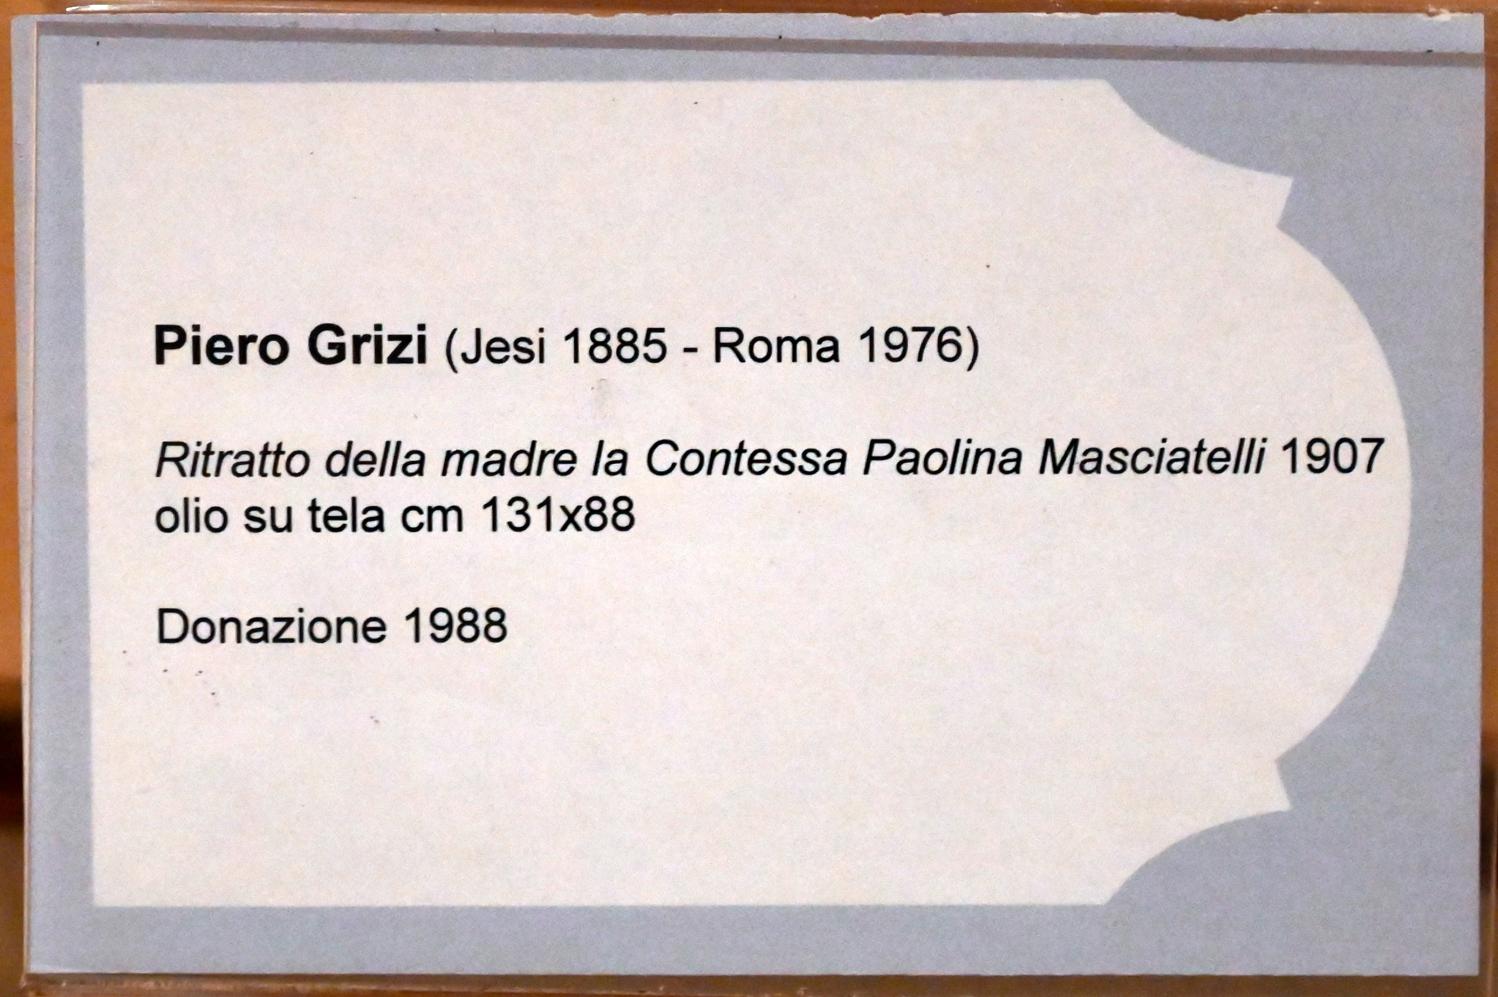 Piero Grizi (Jesi 1885 - Roma 1976)
Ritratto della madre la Contessa Paolina Masciatelli 1907
olio su tela cm 131x88
Donazione 1988